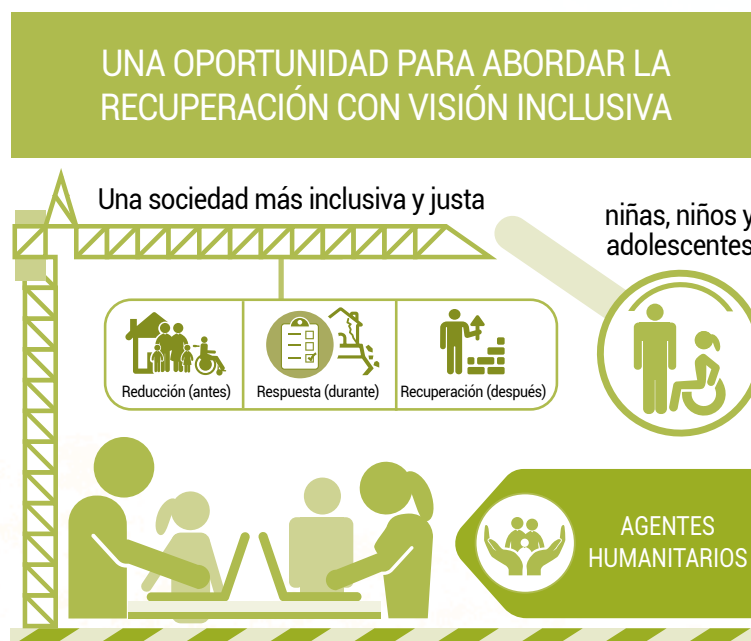 UNA OPORTUNIDAD PARA ABORDAR LA
RECUPERACIÓN CON VISIÓN INCLUSIVA
Una sociedad más inclusiva y justa
niñas, niños y
adolescentes
Reducción (antes)
Respuesta (durante)
Recuperación (después)
AGENTES
HUMANITARIOS